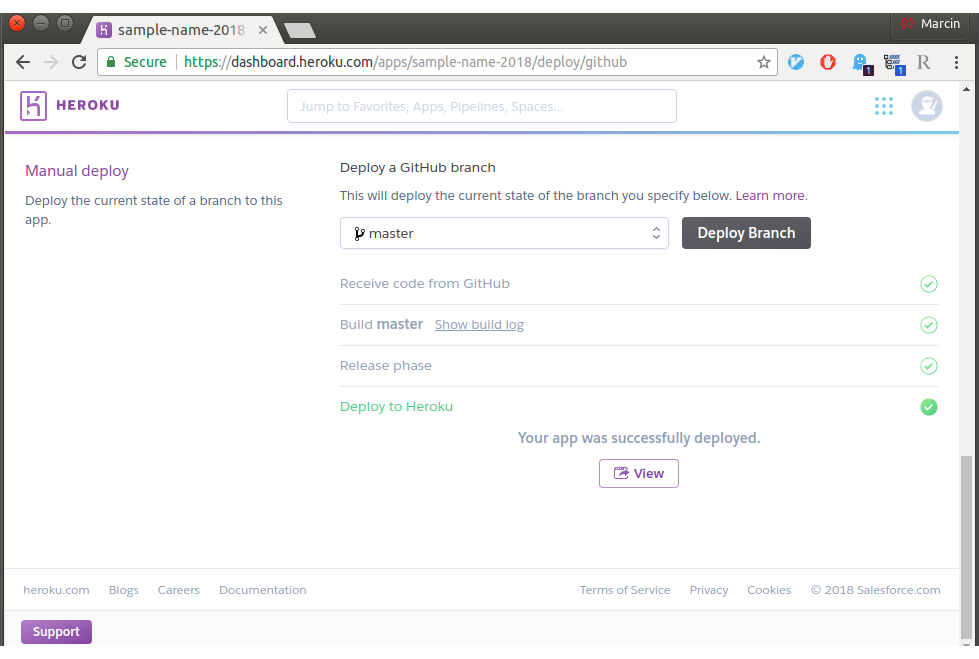 sample-name-2018
Marcin
Secure https://dashboard.heroku.com/apps/sample-name-2018/deploy/github
1
1
R
HEROKU
Jump to Favorites, Apps, Pipelines, Spaces...
Manual deploy
Deploy the current state of a branch to this
app.
Deploy a GitHub branch
This will deploy the current state of the branch you specify below. Learn more.
master
Deploy Branch
Receive code from GitHub
Build master Show build log
Release phase
Deploy to Heroku
Your app was successfully deployed.
View
heroku.com Blogs Careers Documentation Terms of Service Privacy Cookies © 2018 Salesforce.com
Support